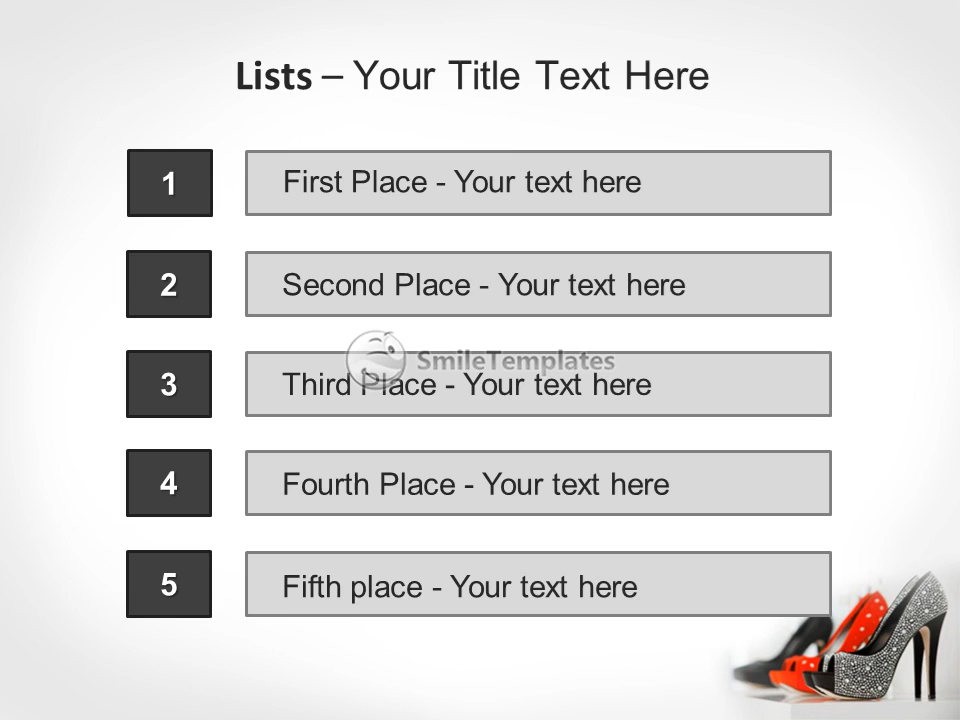 Lists – Your Title Text Here
1
First Place - Your text here
2
Second Place - Your text here
SmileTemplates
3
Third Place - Your text here
4
Fourth Place - Your text here
5
Fifth place - Your text here